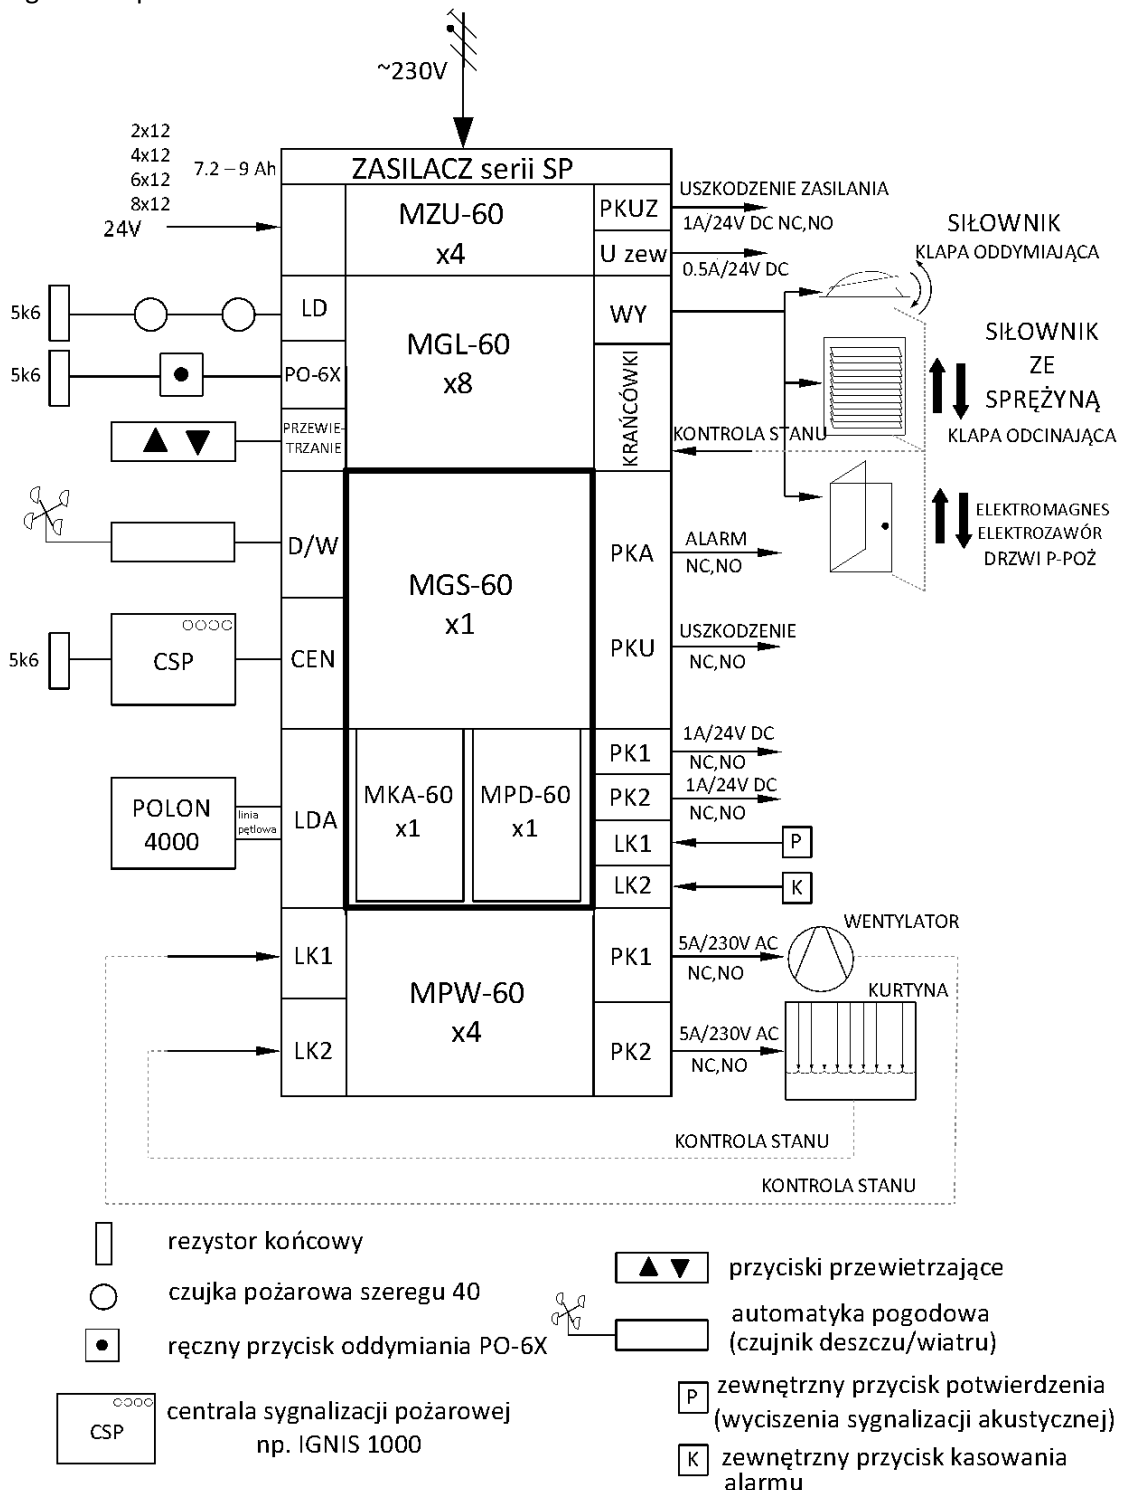 ~230V
2x12
4x12
6x12
8x12
7.2 – 9 Ah
24V
ZASILACZ serii SP
MZU-60
x4
PKUZ
U zew
USZKODZENIE ZASILANIA
1A/24V DC NC,NO
0.5A/24V DC
SIŁOWNIK
KLAPA ODDYMIAJĄCA
5k6
LD
MGL-60
x8
WY
5k6
PO-6X
PRZEWIE-
TRZANIE
KRAŃCÓWKI
KONTROLA STANU
SIŁOWNIK
ZE
SPRĘŻYNĄ
KLAPA ODCINAJĄCA
D/W
MGS-60
x1
PKA
ALARM
NC,NO
ELEKTROMAGNES
ELEKTROZAWÓR
DRZWI P-POŻ
5k6
CSP
CEN
PKU
USZKODZENIE
NC,NO
POLON
4000
linia
pętlowa
LDA
MKA-60
x1
MPD-60
x1
PK1
1A/24V DC
NC,NO
PK2
1A/24V DC
NC,NO
LK1
P
LK2
K
LK1
MPW-60
x4
PK1
5A/230V AC
NC,NO
WENTYLATOR
KURTYNA
LK2
PK2
5A/230V AC
NC,NO
KONTROLA STANU
KONTROLA STANU
rezystor końcowy
czujka pożarowa szeregu 40
ręczny przycisk oddymiania PO-6X
CSP
centrala sygnalizacji pożarowej
np. IGNIS 1000
przyciski przewietrzające
automatyka pogodowa
(czujnik deszczu/wiatru)
P
zewnętrzny przycisk potwierdzenia
(wyciszenia sygnalizacji akustycznej)
K
zewnętrzny przycisk kasowania
alarmu